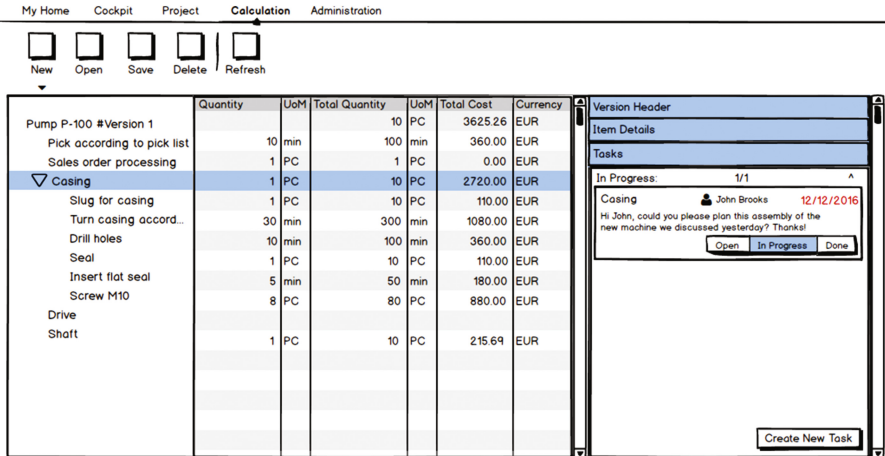 My Home Cockpit Project Calculation Administration
New Open Save Delete Refresh
Quantity UoM Total Quantity UoM Total Cost Currency
Pump P-100 #Version 1 10 PC 3625.26 EUR
Pick according to pick list 10 min 100 min 360.00 EUR
Sales order processing 1 PC 1 PC 0.00 EUR
Casing 1 PC 10 PC 2720.00 EUR
Slug for casing 1 PC 10 PC 110.00 EUR
Turn casing accord... 30 min 300 min 1080.00 EUR
Drill holes 10 min 100 min 360.00 EUR
Seal 1 PC 10 PC 110.00 EUR
Insert flat seal 5 min 50 min 180.00 EUR
Screw M10 8 PC 80 PC 880.00 EUR
Drive
Shaft 1 PC 10 PC 215.69 EUR
Version Header
Item Details
Tasks
In Progress: 1/1 ^
Casing John Brooks 12/12/2016
Hi John, could you please plan this assembly of the
new machine we discussed yesterday? Thanks!
Open In Progress Done
Create New Task